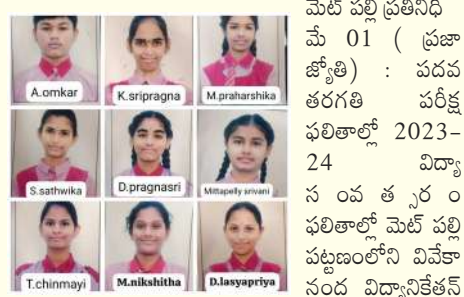 A.omkar
K.sripragna
M.praharshika
S.sathwika
D.pragnasri
Mittapelly srivani
T.chinmayi
M.nikshitha
D.lasyapriya
మెట్ పల్లి ప్రతినిధి
మే 01 ( ప్రజా
జ్యోతి) : పదవ
తరగతి పరీక్ష
ఫలితాల్లో 2023-
24 విద్యా
స ంవ త ్సర ం
ఫలితాల్లో మెట్ పల్లి
పట్టణంలోని వివేకా
నంద విద్యానికేతన్